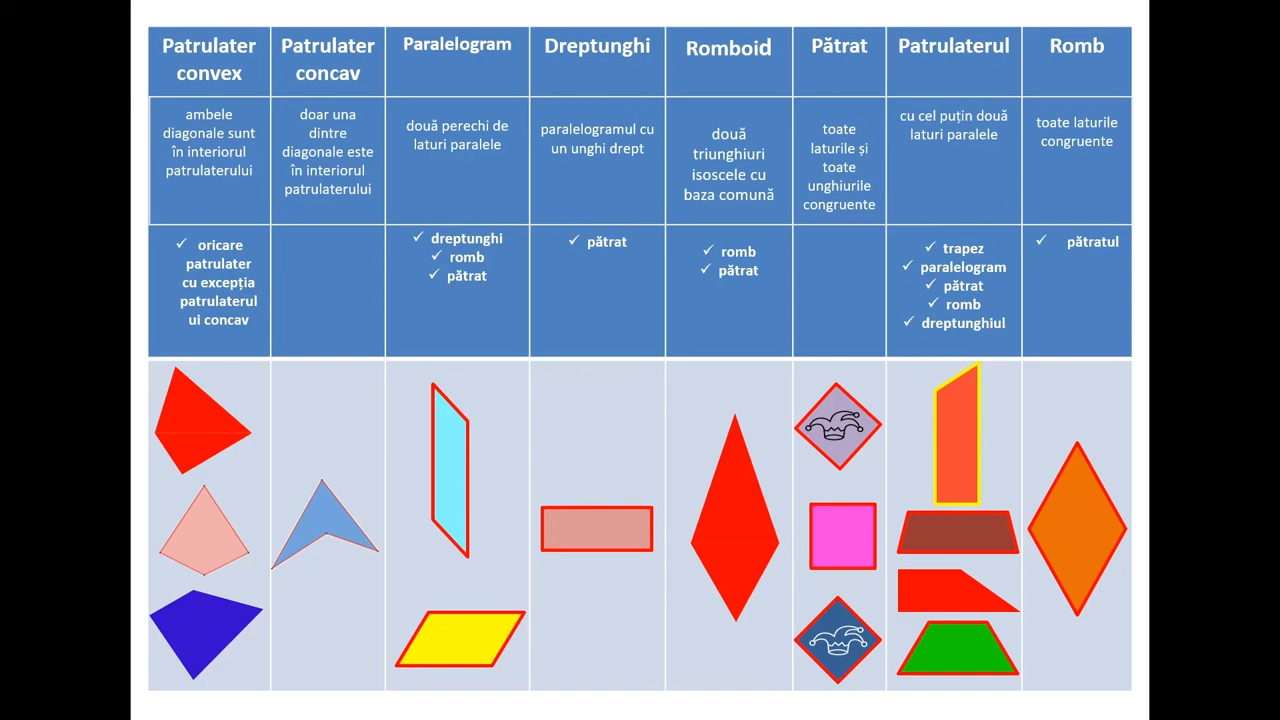 Patrulater
convex
Patrulater
concav
Paralelogram
Dreptunghi
Romboid
Pătrat
Patrulaterul
Romb
ambele
diagonale sunt
în interiorul
patrulaterului
doar una
dintre
diagonale este
în interiorul
patrulaterului
două perechi de
laturi paralele
paralelogramul cu
un unghi drept
două
triunghiuri
isoscele cu
baza comună
toate
laturile și
toate
unghiurile
congruente
cu cel puțin două
laturi paralele
toate laturile
congruente
✓ oricare
patrulater
cu excepția
patrulaterul
ui concav
✓ dreptunghi
✓ romb
✓ pătrat
✓ pătrat
✓ romb
✓ pătrat
✓ trapez
✓ paralelogram
✓ pătrat
✓ romb
✓ dreptunghiul
✓ pătratul